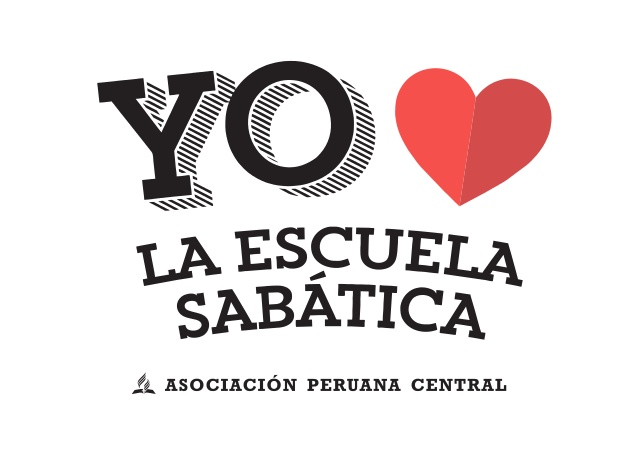 YO
LA ESCUELA
SABÁTICA
ASOCIACIÓN PERUANA CENTRAL